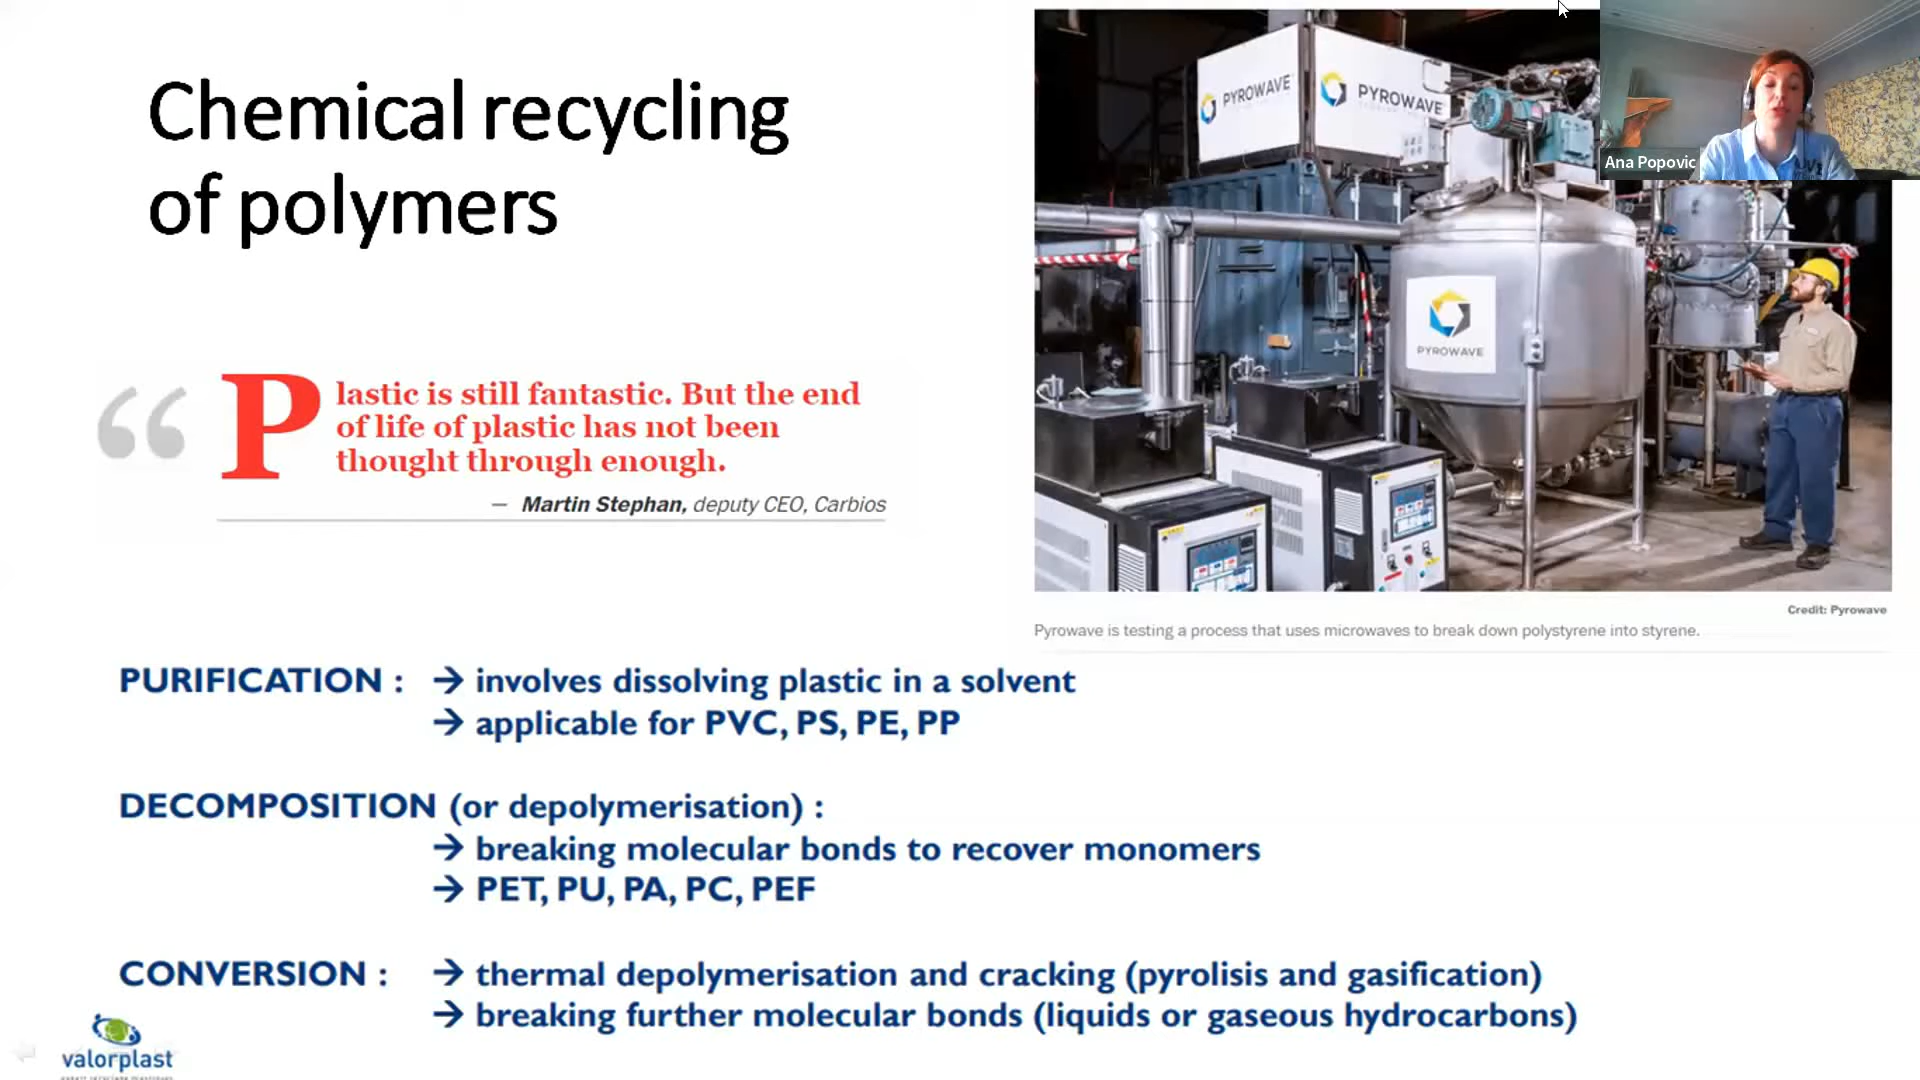 Chemical recycling
of polymers
“Plastic is still fantastic. But the end
of life of plastic has not been
thought through enough.
— Martin Stephan, deputy CEO, Carbios
PYROWAVE
PYROWAVE
PYROWAVE
Ana Popovic
Credit: Pyrowave
Pyrowave is testing a process that uses microwaves to break down polystyrene into styrene.
PURIFICATION : → involves dissolving plastic in a solvent
→ applicable for PVC, PS, PE, PP
DECOMPOSITION (or depolymerisation) :
→ breaking molecular bonds to recover monomers
→ PET, PU, PA, PC, PEF
CONVERSION : → thermal depolymerisation and cracking (pyrolisis and gasification)
→ breaking further molecular bonds (liquids or gaseous hydrocarbons)
valorplast